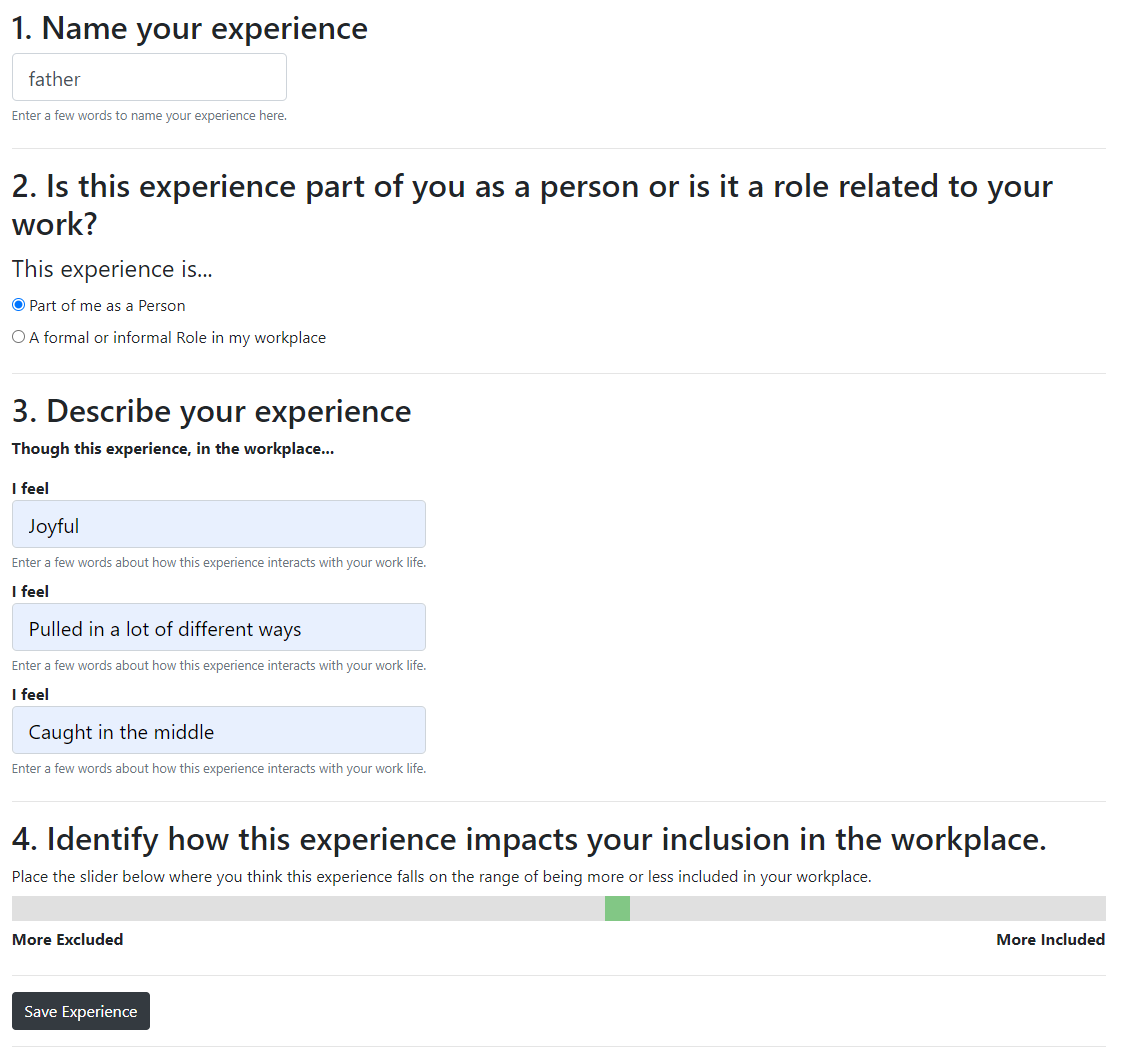 1. Name your experience
father
Enter a few words to name your experience here.
2. Is this experience part of you as a person or is it a role related to your
work?
This experience is...
Part of me as a Person
A formal or informal Role in my workplace
3. Describe your experience
Though this experience, in the workplace...
I feel
Joyful
Enter a few words about how this experience interacts with your work life.
I feel
Pulled in a lot of different ways
Enter a few words about how this experience interacts with your work life.
I feel
Caught in the middle
Enter a few words about how this experience interacts with your work life.
4. Identify how this experience impacts your inclusion in the workplace.
Place the slider below where you think this experience falls on the range of being more or less included in your workplace.
More Excluded More Included
Save Experience